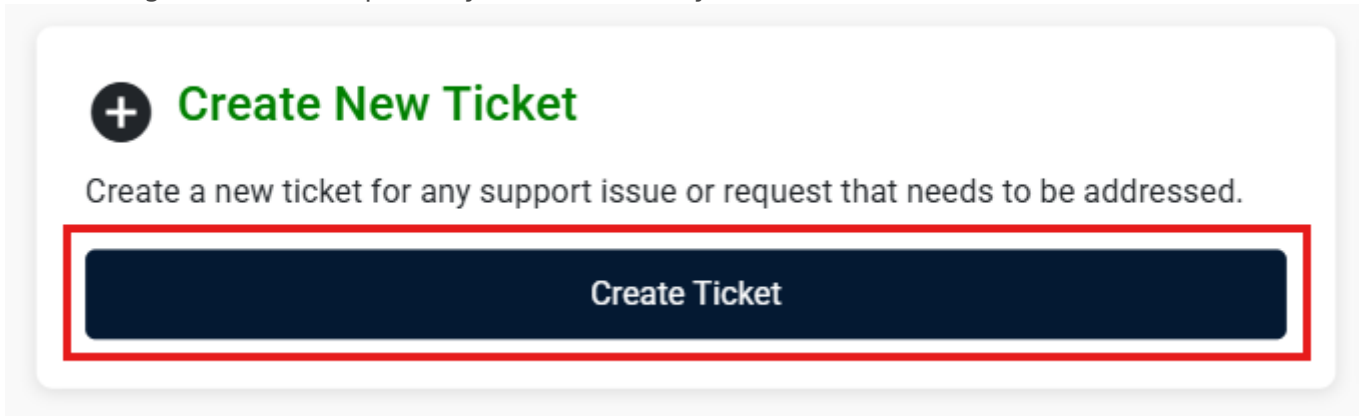 Create New Ticket
Create a new ticket for any support issue or request that needs to be addressed.
Create Ticket